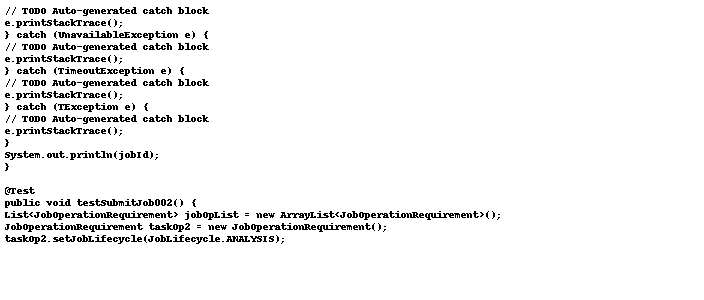 // TODO Auto-generated catch block
e.printStackTrace();
} catch (UnavailableException e) {
// TODO Auto-generated catch block
e.printStackTrace();
} catch (TimeoutException e) {
// TODO Auto-generated catch block
e.printStackTrace();
} catch (TException e) {
// TODO Auto-generated catch block
e.printStackTrace();
}
System.out.println(jobId);
}
@Test
public void testSubmitJob002() {
List<JobOperationRequirement> jobOpList = new ArrayList<JobOperationRequirement>();
JobOperationRequirement taskOp2 = new JobOperationRequirement();
taskOp2.setJobLifecycle(JobLifecycle.ANALYSIS);